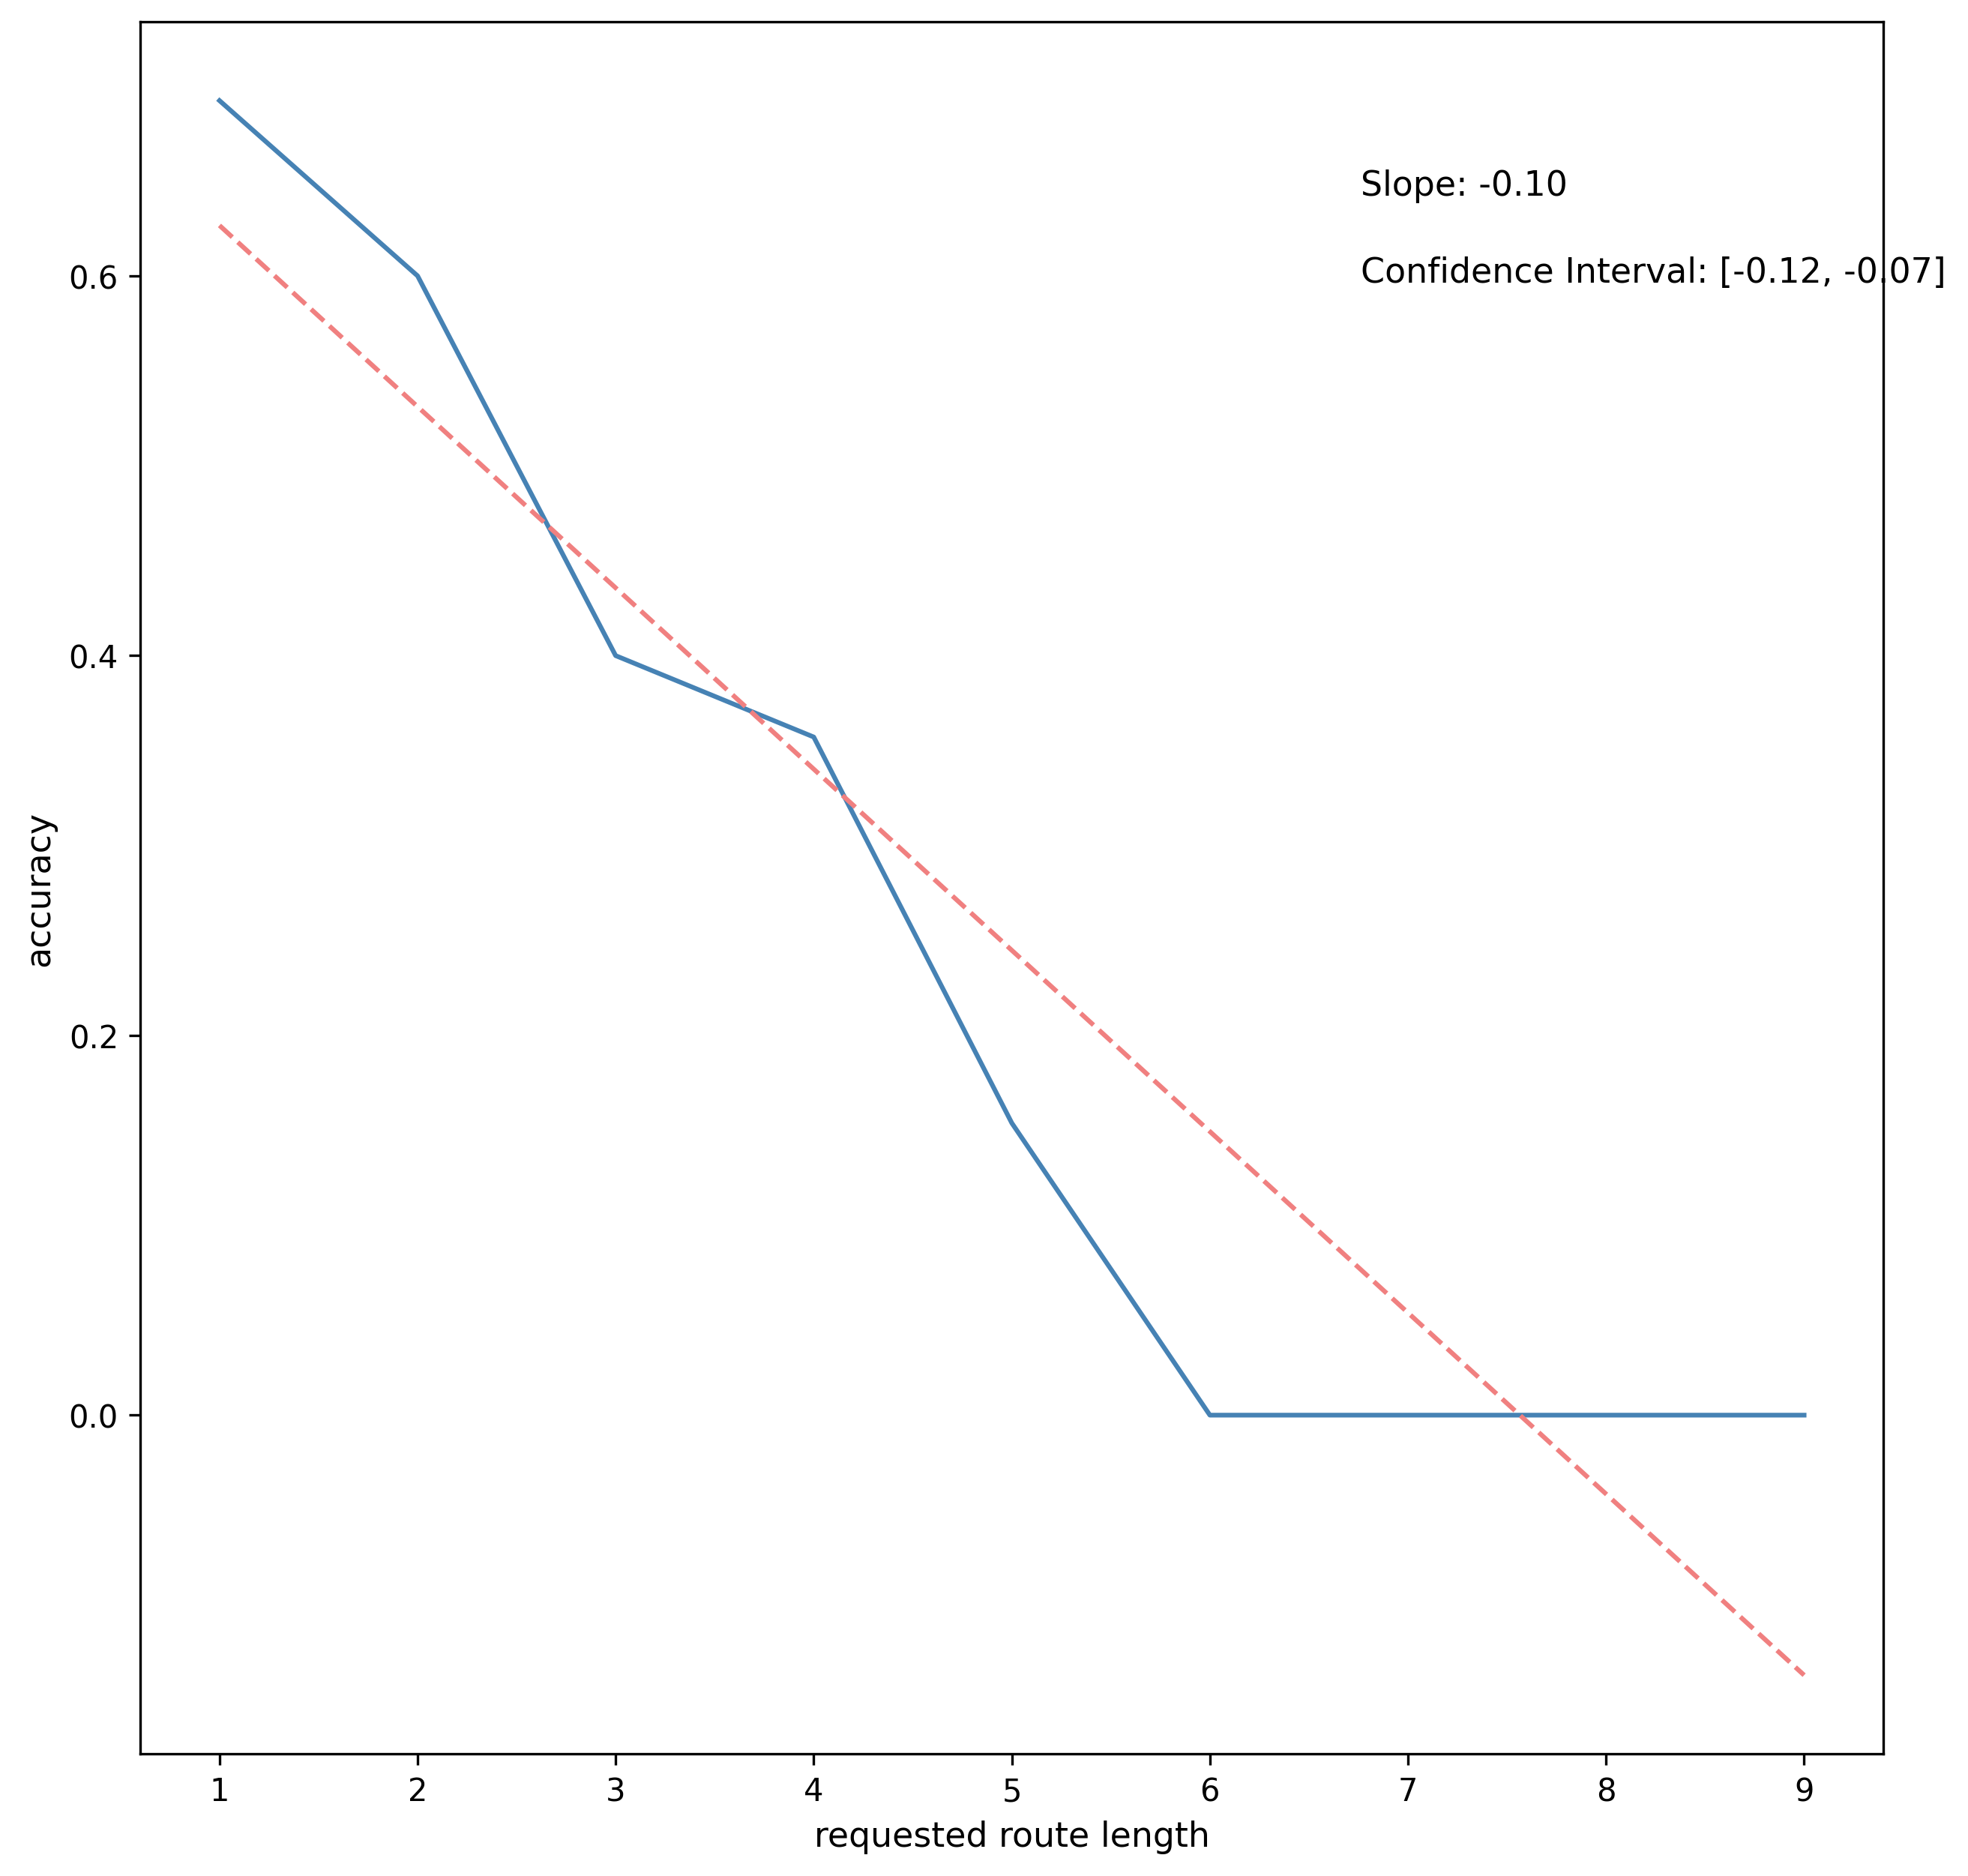 Slope: -0.10
Confidence Interval: [-0.12, -0.07]
0.6
0.4
0.2
0.0
accuracy
1 2 3 4 5 6 7 8 9
requested route length